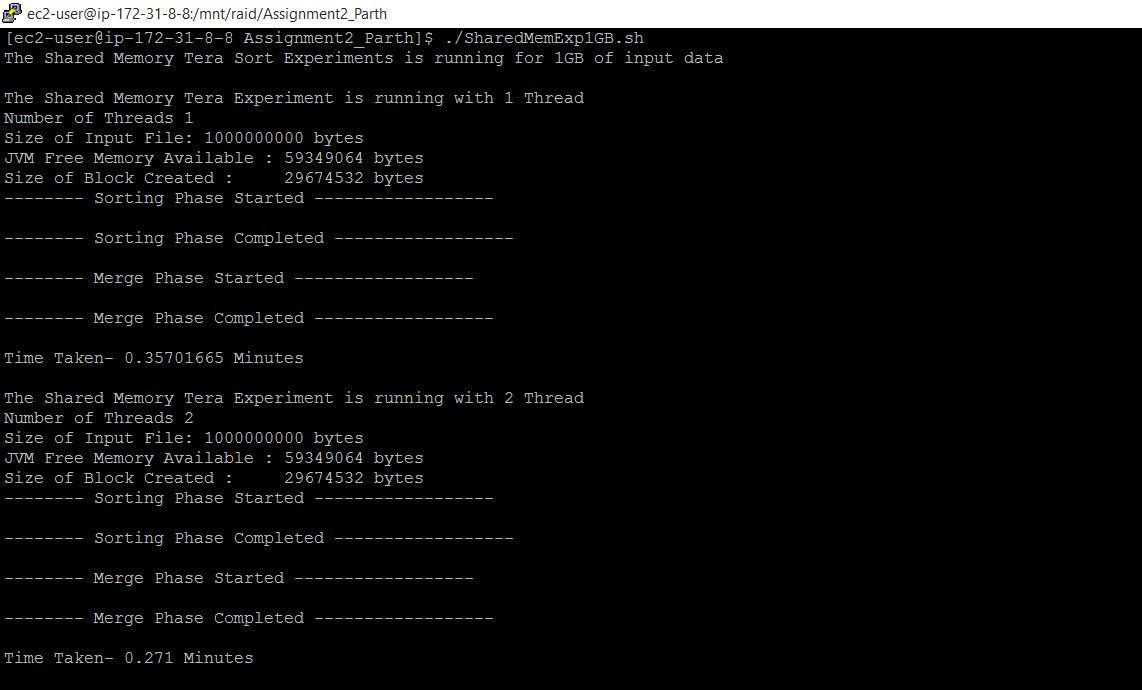 ec2-user@ip-172-31-8-8:/mnt/raid/Assignment2_Parth
[ec2-user@ip-172-31-8-8 Assignment2_Parth]$ ./SharedMemExp1GB.sh
The Shared Memory Tera Sort Experiments is running for 1GB of input data
The Shared Memory Tera Experiment is running with 1 Thread
Number of Threads 1
Size of Input File: 1000000000 bytes
JVM Free Memory Available : 59349064 bytes
Size of Block Created :     29674532 bytes
-------- Sorting Phase Started ------------------
-------- Sorting Phase Completed ------------------
-------- Merge Phase Started ------------------
-------- Merge Phase Completed ------------------
Time Taken- 0.35701665 Minutes
The Shared Memory Tera Experiment is running with 2 Thread
Number of Threads 2
Size of Input File: 1000000000 bytes
JVM Free Memory Available : 59349064 bytes
Size of Block Created :     29674532 bytes
-------- Sorting Phase Started ------------------
-------- Sorting Phase Completed ------------------
-------- Merge Phase Started ------------------
-------- Merge Phase Completed ------------------
Time Taken- 0.271 Minutes